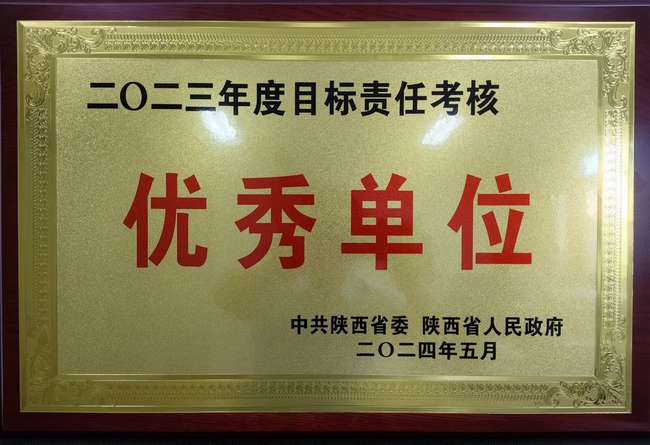 二〇二三年度目标责任考核
优秀单位
中共陕西省委 陕西省人民政府
二〇二四年五月